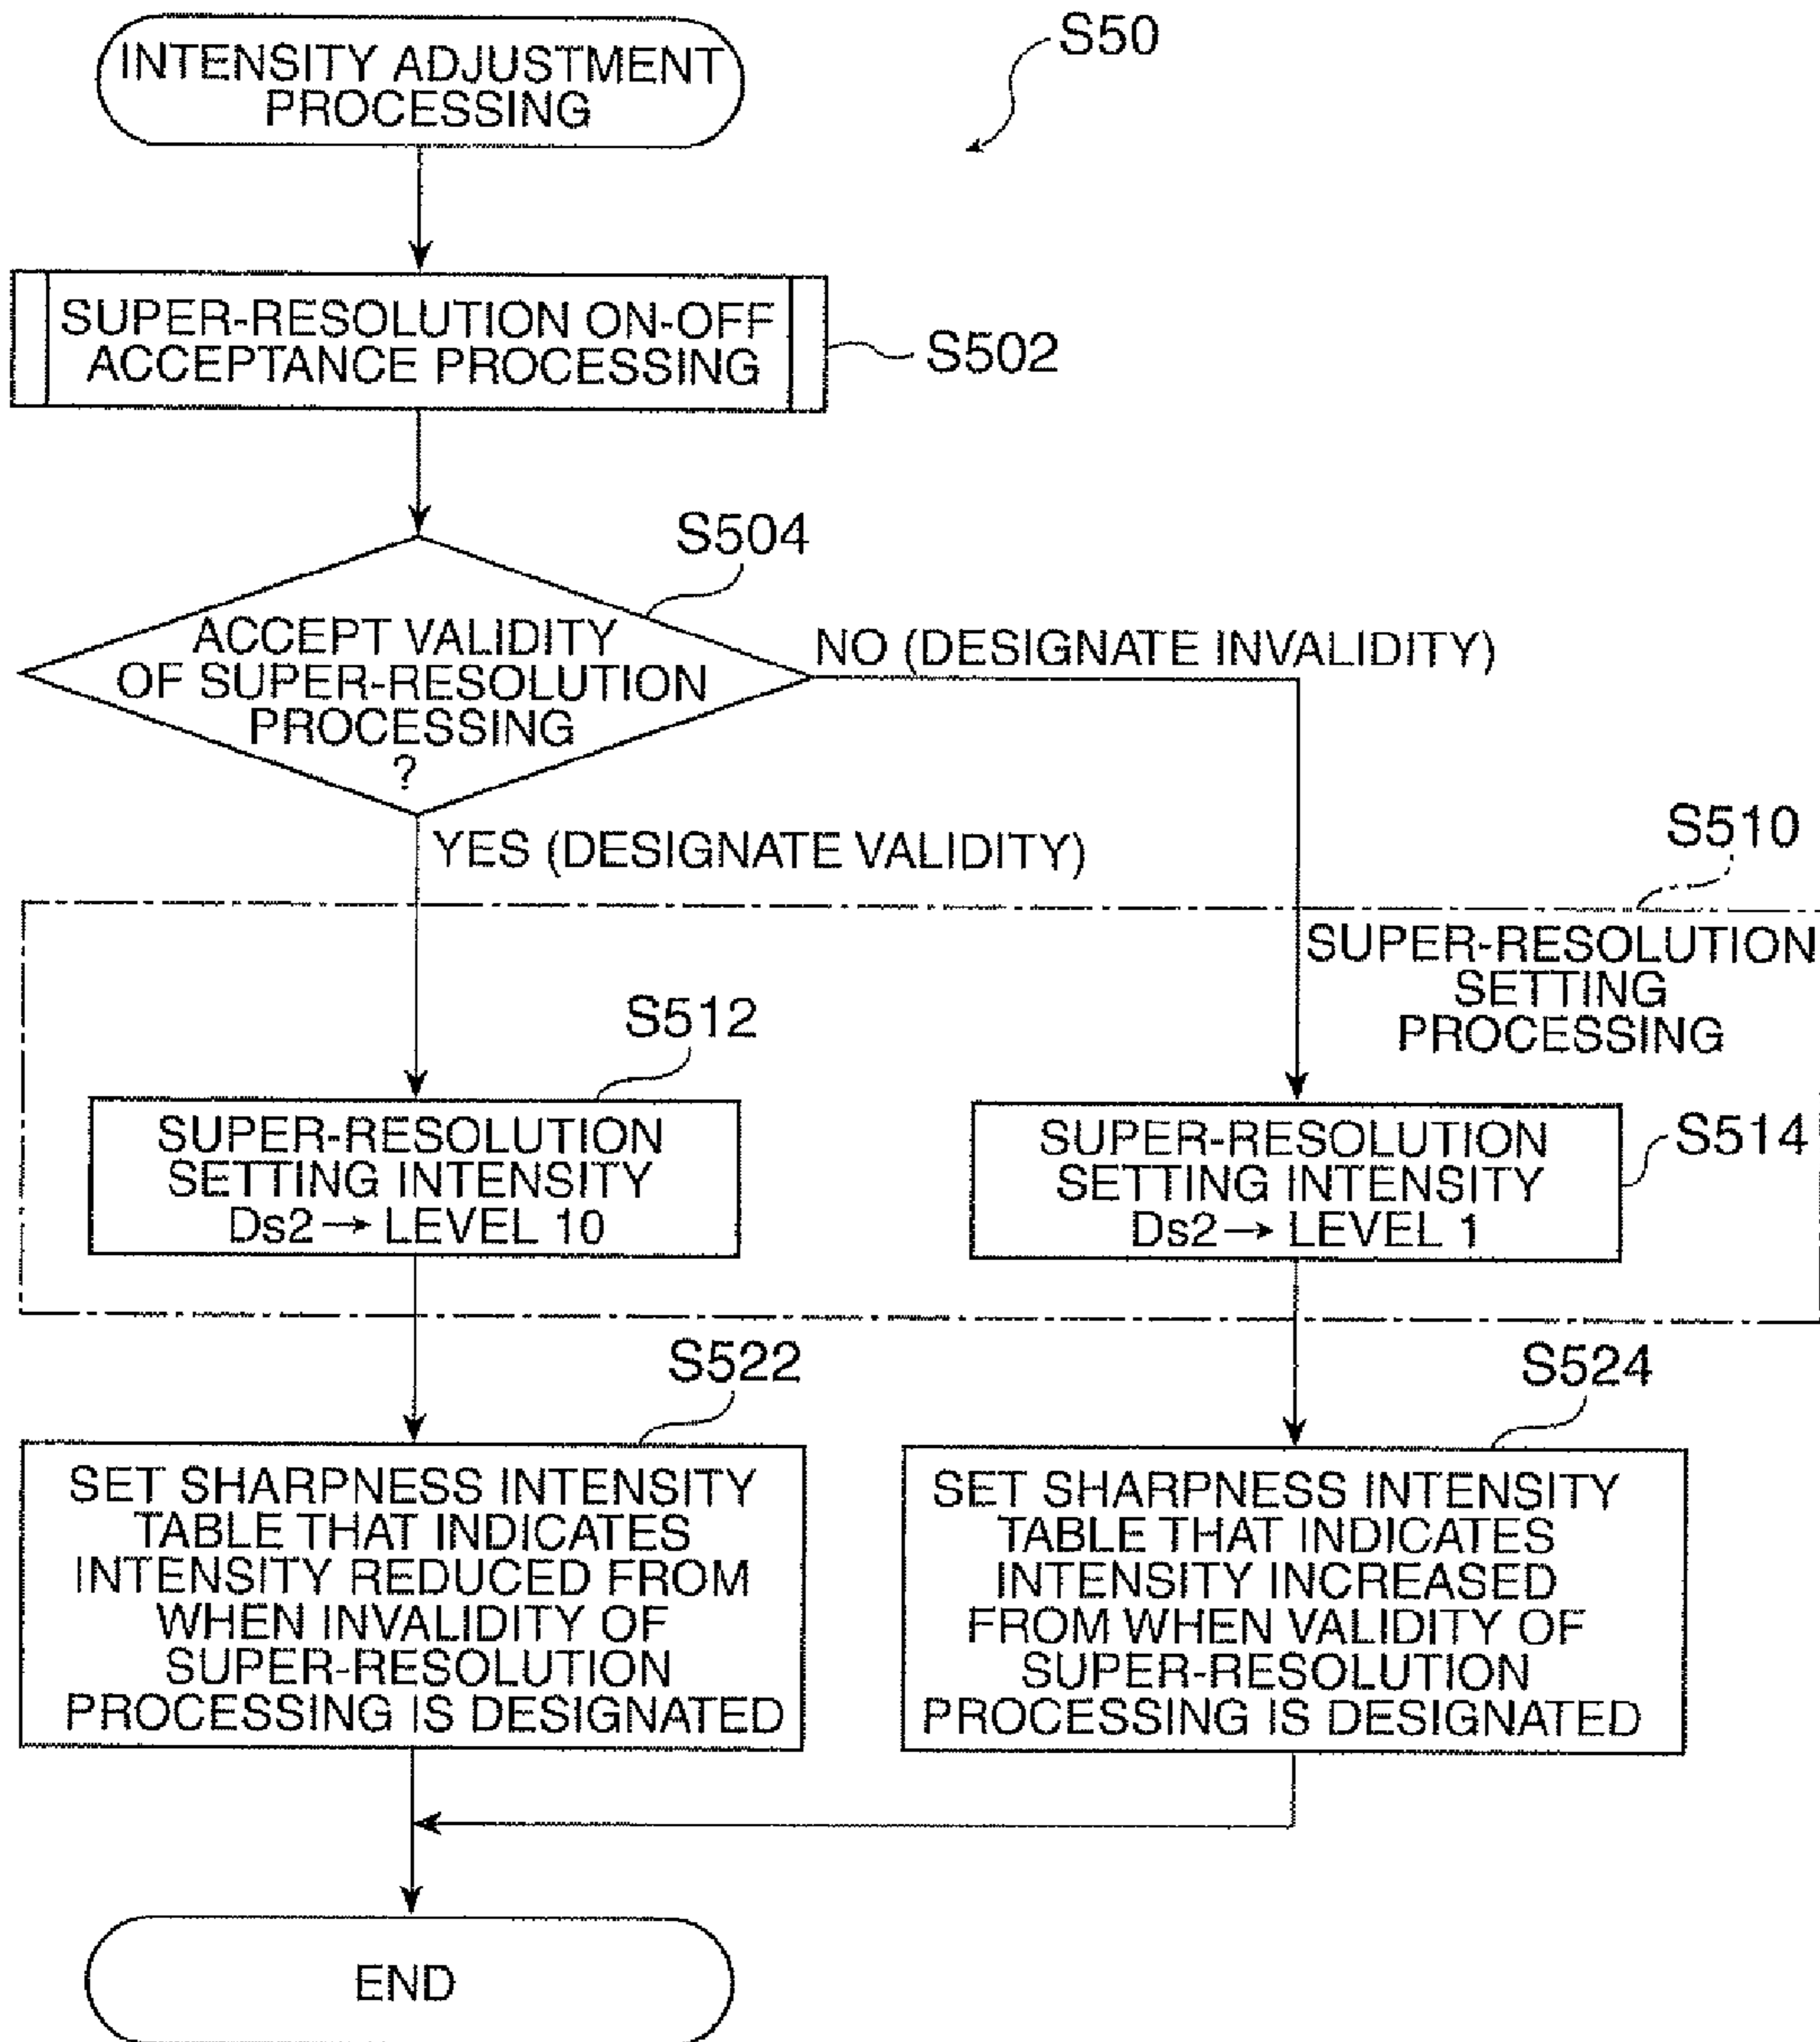 INTENSITY ADJUSTMENT
PROCESSING
S50
SUPER-RESOLUTION ON-OFF
ACCEPTANCE PROCESSING
S502
S504
ACCEPT VALIDITY
OF SUPER-RESOLUTION
PROCESSING
?
NO (DESIGNATE INVALIDITY)
YES (DESIGNATE VALIDITY)
S510
SUPER-RESOLUTION
SETTING
PROCESSING
S512
SUPER-RESOLUTION
SETTING INTENSITY
Ds2→ LEVEL 10
SUPER-RESOLUTION
SETTING INTENSITY
Ds2→ LEVEL 1
S514
S522
SET SHARPNESS INTENSITY
TABLE THAT INDICATES
INTENSITY REDUCED FROM
WHEN INVALIDITY OF
SUPER-RESOLUTION
PROCESSING IS DESIGNATED
S524
SET SHARPNESS INTENSITY
TABLE THAT INDICATES
INTENSITY INCREASED
FROM WHEN VALIDITY OF
SUPER-RESOLUTION
PROCESSING IS DESIGNATED
END